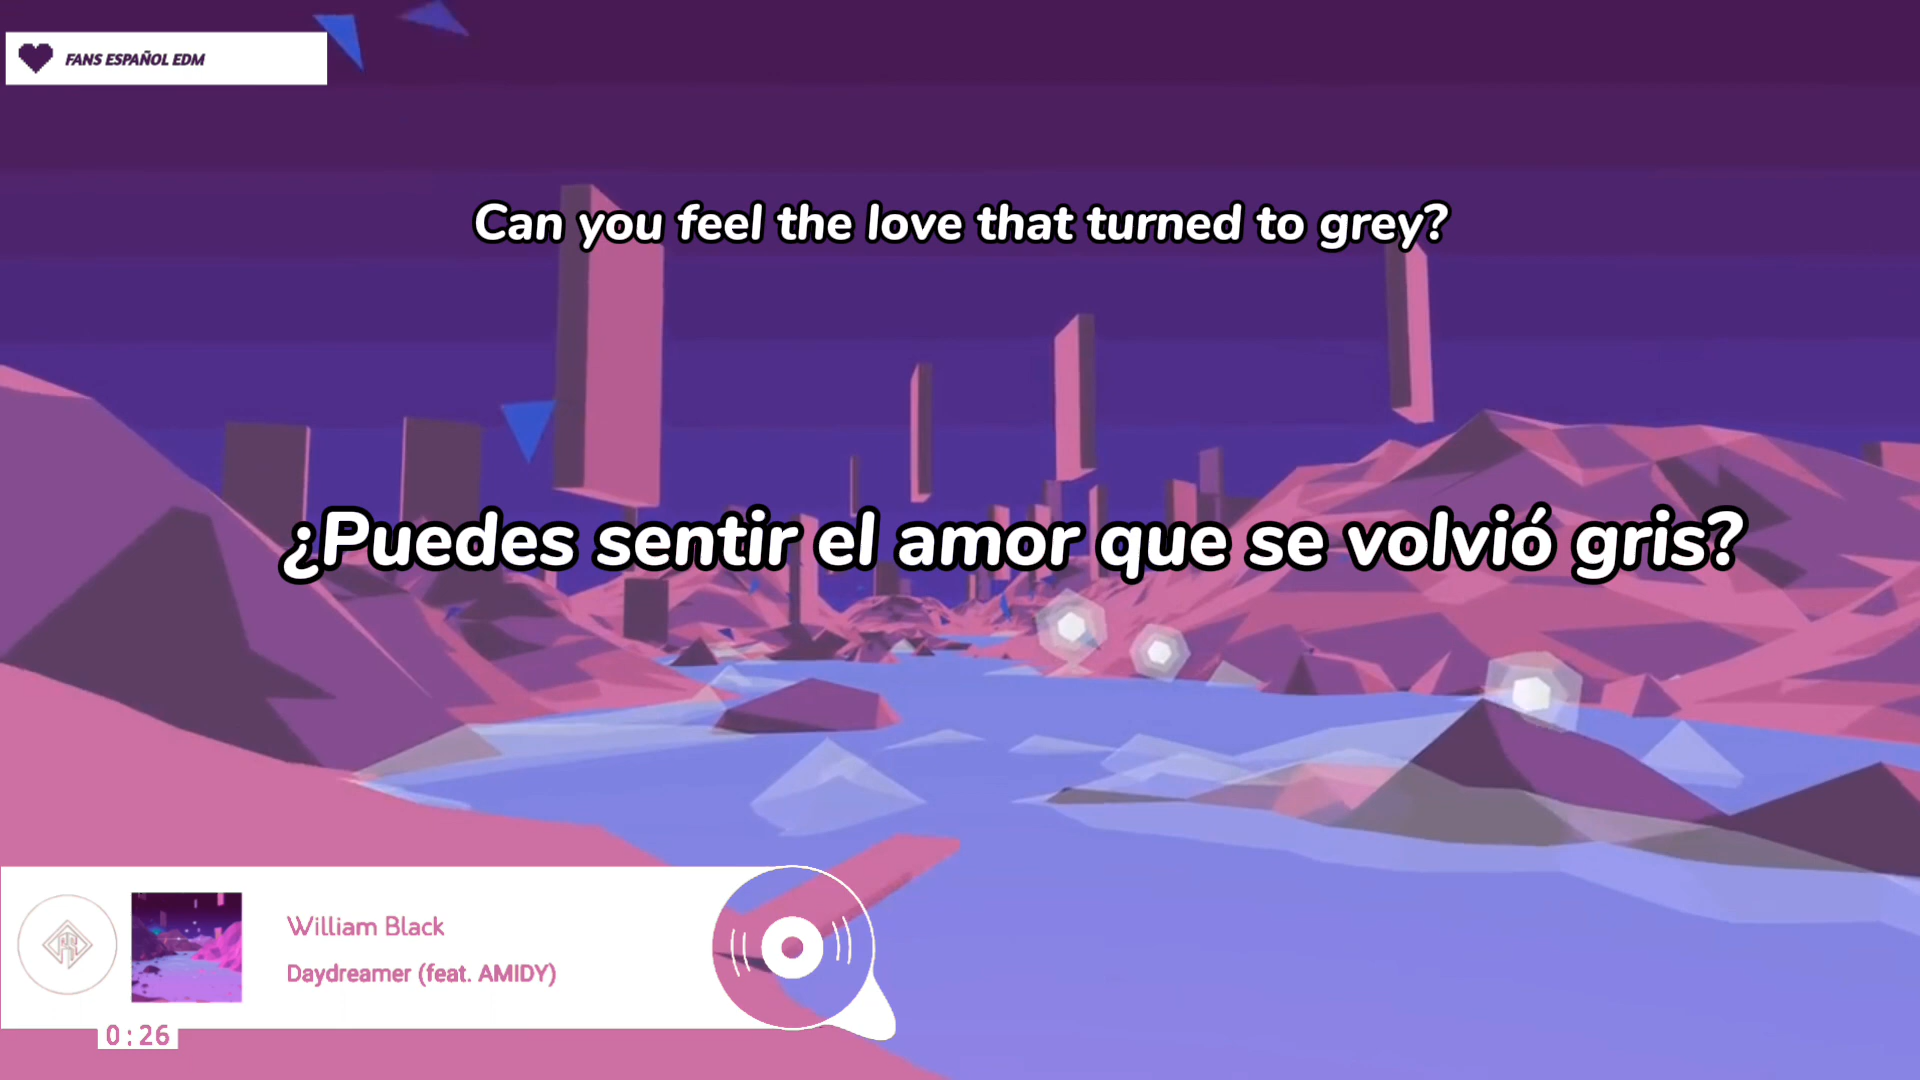 FANS ESPAÑOL EDM
Can you feel the love that turned to grey?
¿Puedes sentir el amor que se volvió gris?
William Black
Daydreamer (feat. AMIDY)
0:26